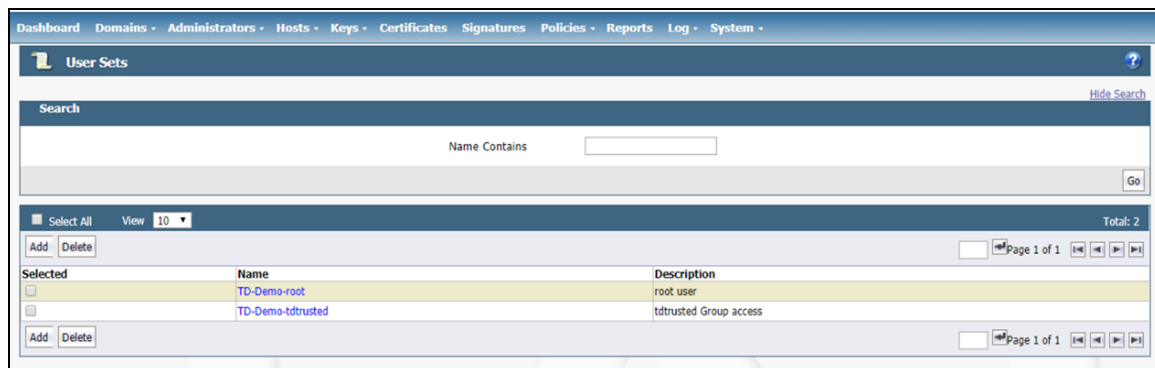 Dashboard Domains Administrators Hosts Keys Certificates Signatures Policies Reports Log System
User Sets
Hide Search
Search
Name Contains
Go
Select All View 10 Total: 2
Add Delete Page 1 of 1
Selected Name Description
TD-Demo-root root user
TD-Demo-tdtrusted tdtrusted Group access
Add Delete Page 1 of 1